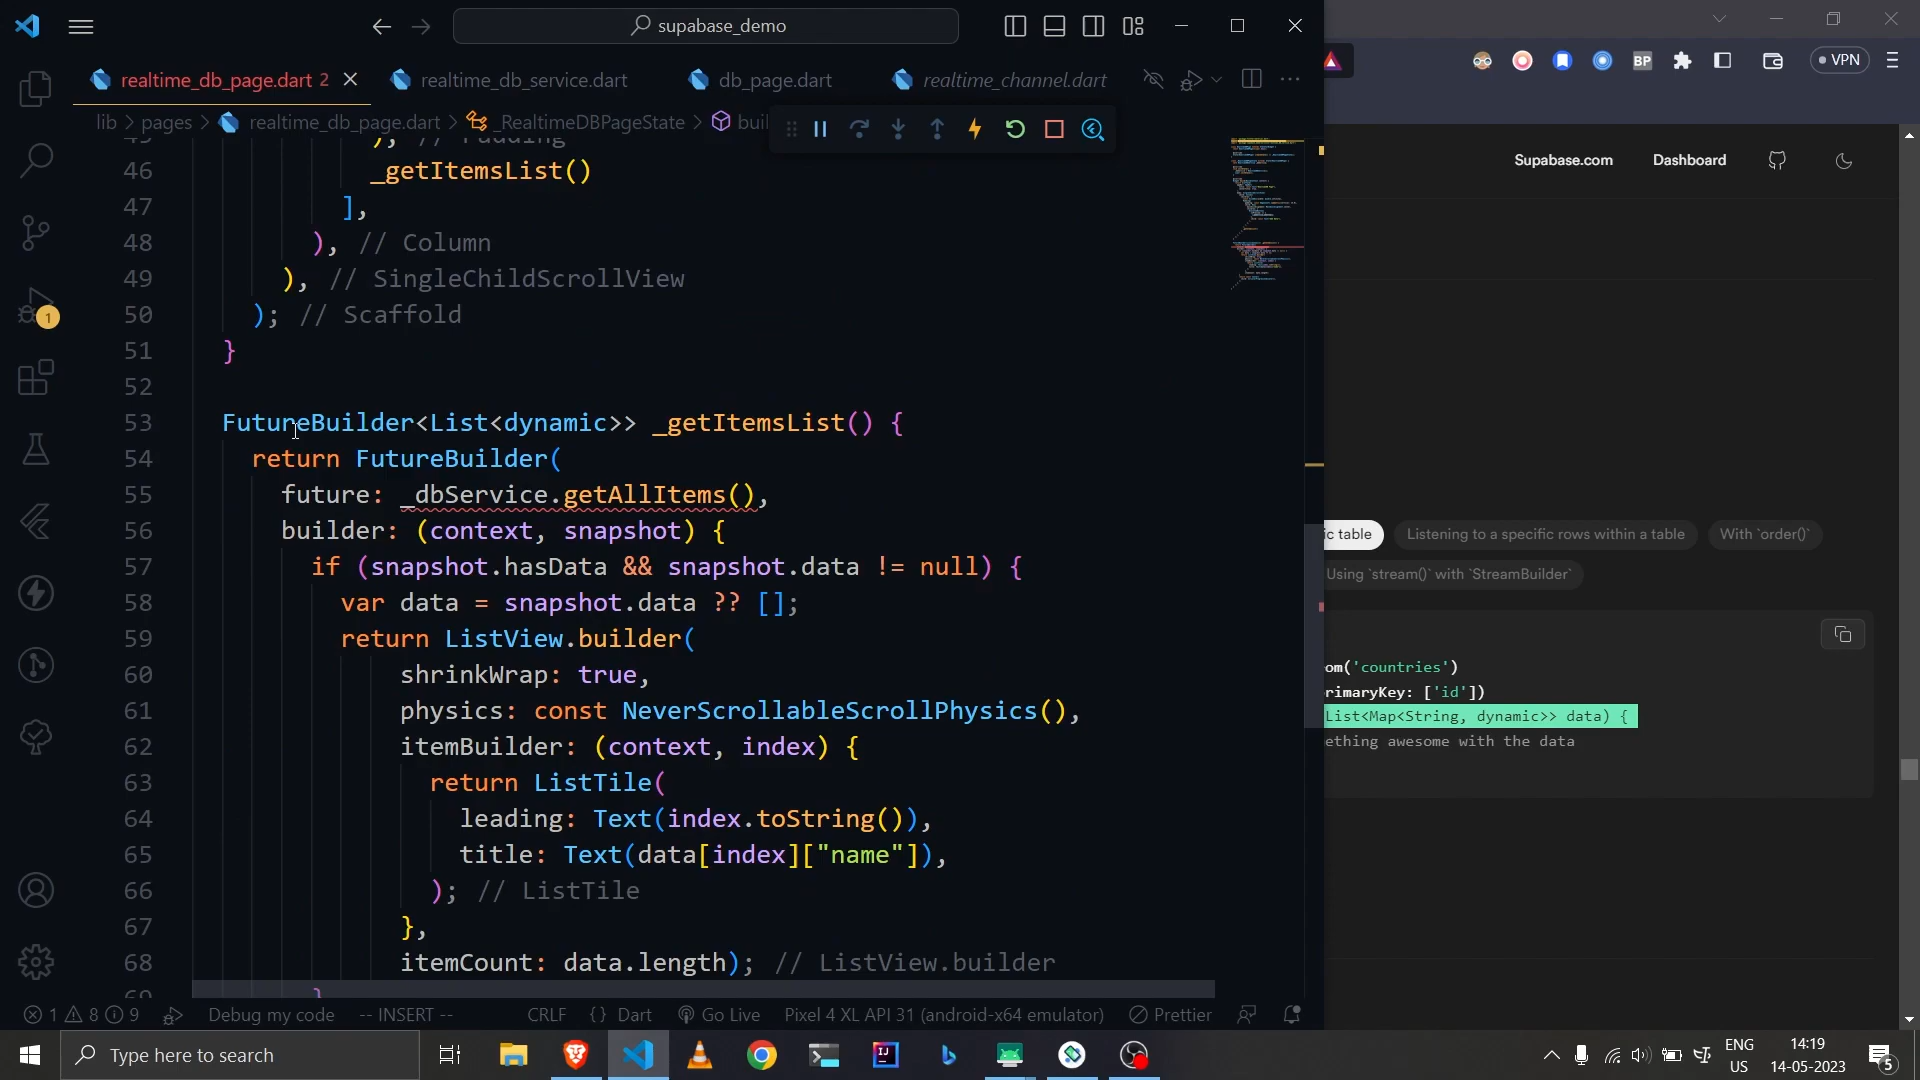 supabase_demo
realtime_db_page.dart 2
realtime_db_service.dart
db_page.dart
realtime_channel.dart
lib > pages > realtime_db_page.dart > _RealtimeDBPageState >
45 ), // Padding
46 _getItemsList()
47 ],
48 ), // Column
49 ), // SingleChildScrollView
50 ); // Scaffold
51 }
52
53 FutureBuilder<List<dynamic>> _getItemsList() {
54 return FutureBuilder(
55 future: _dbService.getAllItems(),
56 builder: (context, snapshot) {
57 if (snapshot.hasData && snapshot.data != null) {
58 var data = snapshot.data ?? [];
59 return ListView.builder(
60 shrinkWrap: true,
61 physics: const NeverScrollableScrollPhysics(),
62 itemBuilder: (context, index) {
63 return ListTile(
64 leading: Text(index.toString()),
65 title: Text(data[index]["name"]),
66 ); // ListTile
67 },
68 itemCount: data.length); // ListView.builder
69 }
1
1 8 9 Debug my code -- INSERT -- CRLF {} Dart Go Live Pixel 4 XL API 31 (android-x64 emulator) Prettier
BP
VPN
Supabase.com
Dashboard
table
Listening to a specific rows within a table
With `order()`
Using `stream()` with `StreamBuilder`
om('countries')
rimaryKey: ['id'])
List<Map<String, dynamic>> data) {
ething awesome with the data
Type here to search
ENG
US
14:19
14-05-2023
5